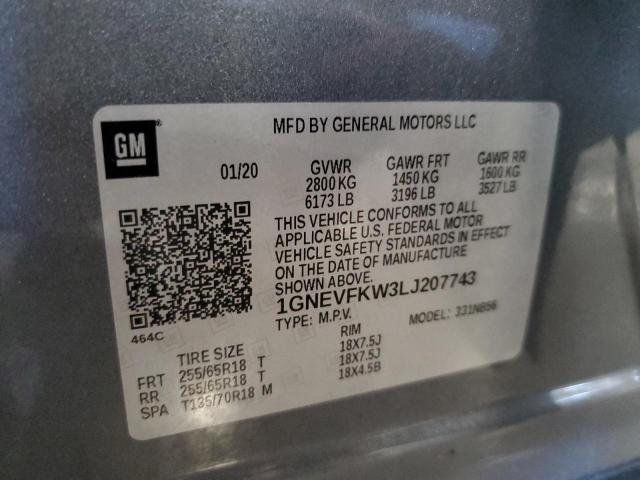 GM
MFD BY GENERAL MOTORS LLC
01/20 GVWR GAWR FRT GAWR RR
2800 KG 1450 KG 1600 KG
6173 LB 3196 LB 3527 LB
THIS VEHICLE CONFORMS TO ALL
APPLICABLE U.S. FEDERAL MOTOR
VEHICLE SAFETY STANDARDS IN EFFECT
ON THE DATE OF MANUFACTURE
SHOWN ABOVE.
1GNEVFKW3LJ207743
TYPE: M.P.V. MODEL: 331NB56
464C
TIRE SIZE RIM
FRT 255/65R18 T 18X7.5J
RR 255/65R18 T 18X7.5J
SPA T135/70R18 M 18X4.5B